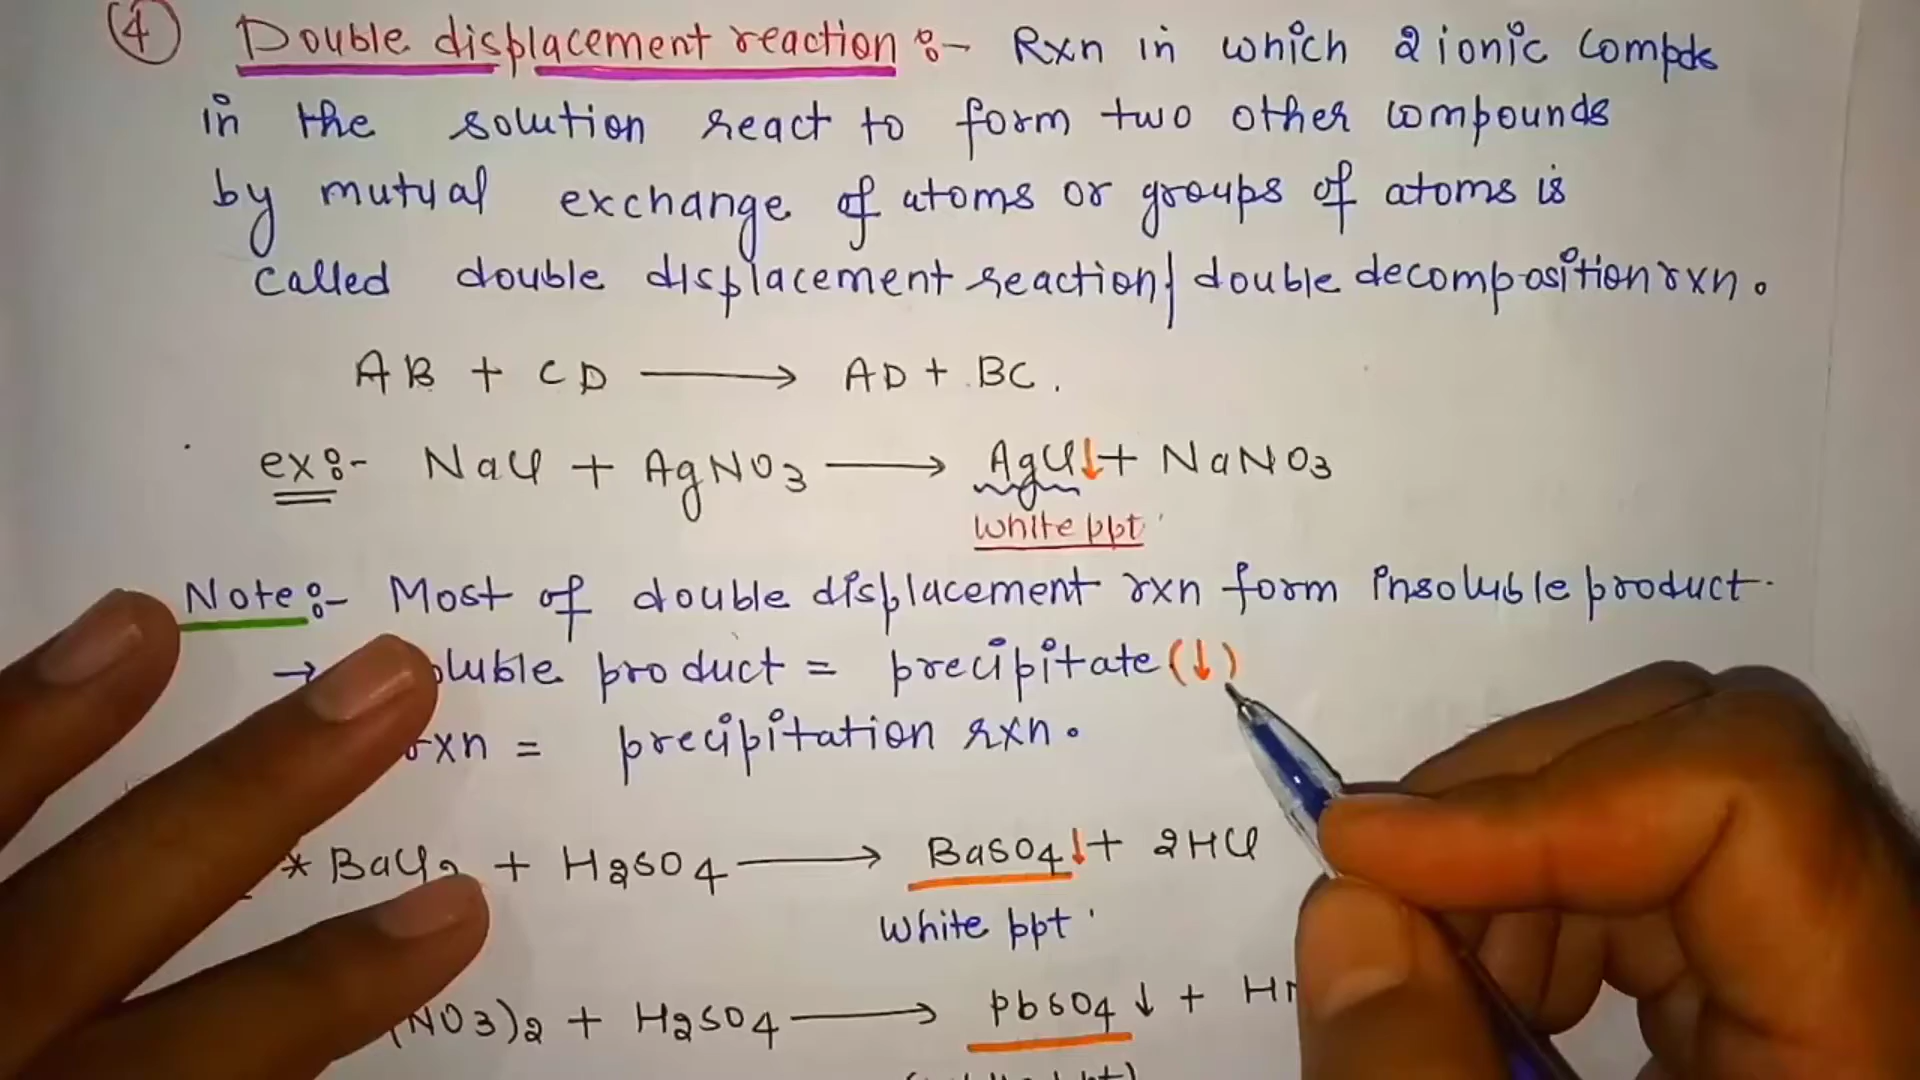 4 Double displacement reaction :- Rxn in which 2 ionic compds
in the solution react to form two other compounds
by mutual exchange of atoms or groups of atoms is
called double displacement reaction / double decomposition rxn.
AB + CD ⟶ AD + BC.
ex:- NaCl + AgNO3 ⟶ AgCl↓ + NaNO3
White ppt
Note:- Most of double displacement rxn form insoluble product.
→ product = precipitate (↓)
rxn = precipitation rxn.
* BaCl2 + H2SO4 ⟶ BaSO4↓ + 2HCl
White ppt
(NO3)2 + H2SO4 ⟶ PbSO4 ↓ +